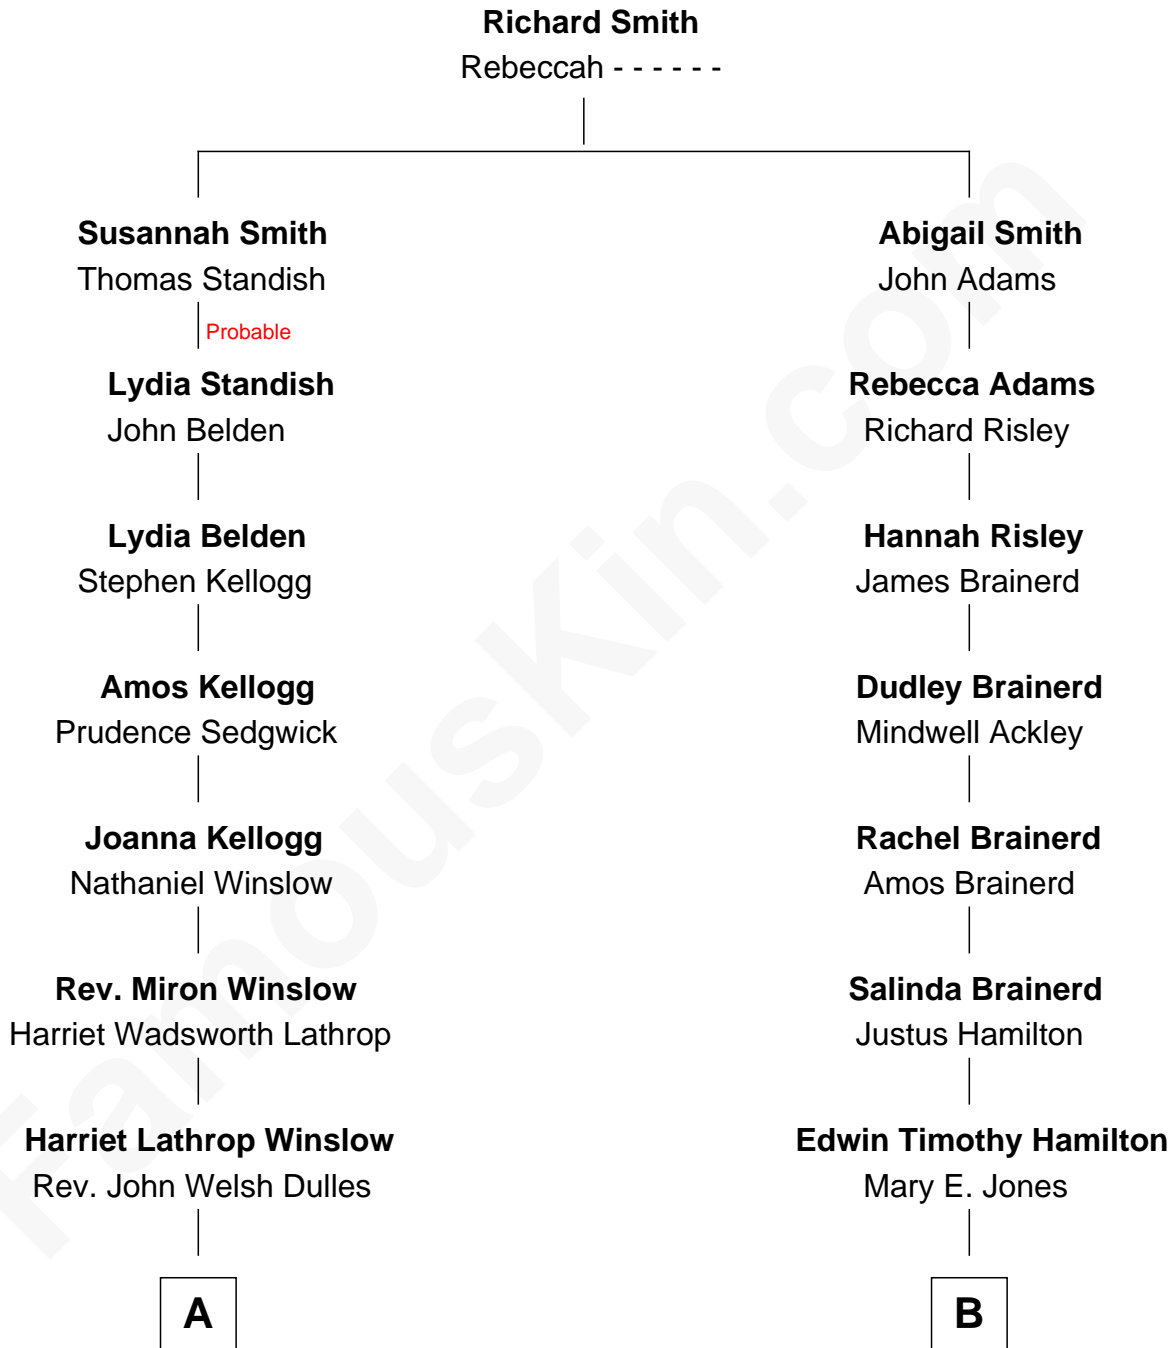 Richard Smith
Rebeccah - - - - - -
Susannah Smith
Thomas Standish
Probable
Lydia Standish
John Belden
Lydia Belden
Stephen Kellogg
Amos Kellogg
Prudence Sedgwick
Joanna Kellogg
Nathaniel Winslow
Rev. Miron Winslow
Harriet Wadsworth Lathrop
Harriet Lathrop Winslow
Rev. John Welsh Dulles
A
Abigail Smith
John Adams
Rebecca Adams
Richard Risley
Hannah Risley
James Brainerd
Dudley Brainerd
Mindwell Ackley
Rachel Brainerd
Amos Brainerd
Salinda Brainerd
Justus Hamilton
Edwin Timothy Hamilton
Mary E. Jones
B
FamousKin.com